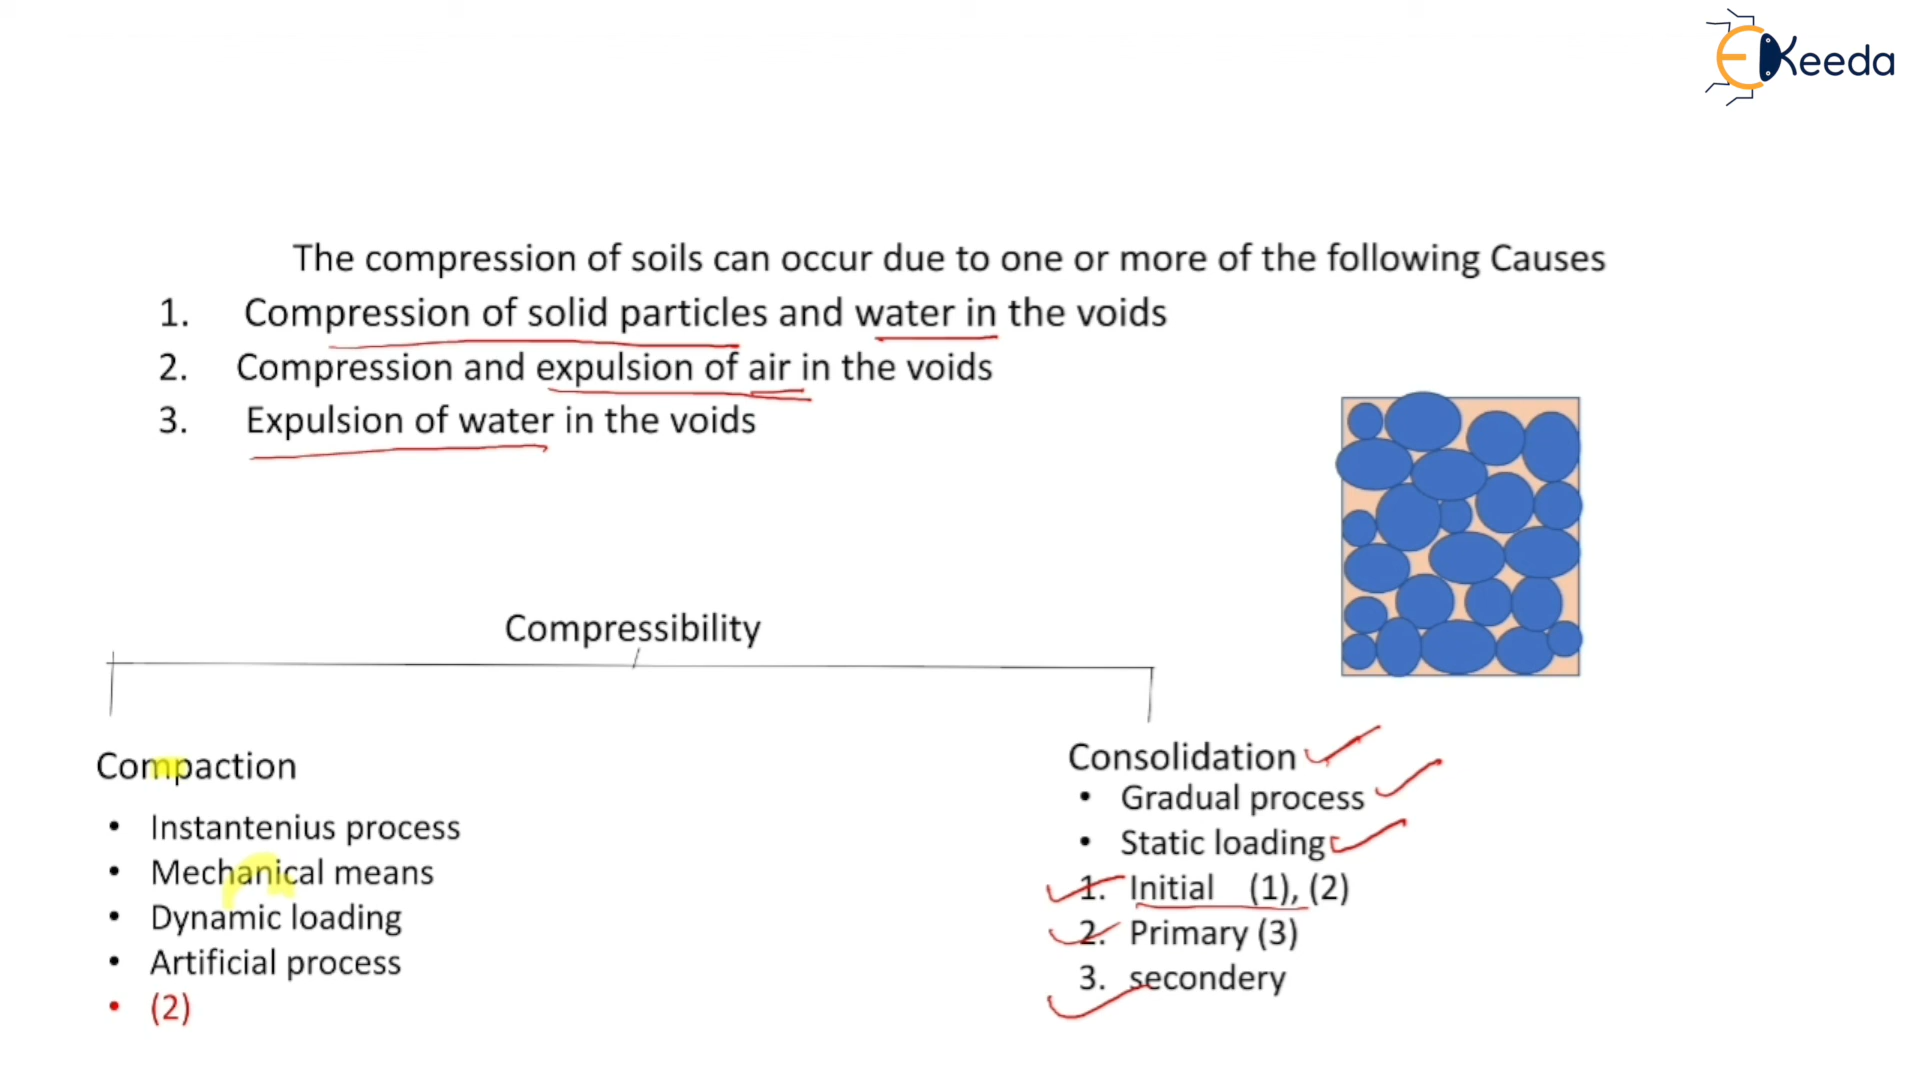 EKeeda
The compression of soils can occur due to one or more of the following Causes
1. Compression of solid particles and water in the voids
2. Compression and expulsion of air in the voids
3. Expulsion of water in the voids
Compressibility
Compaction
• Instantenius process
• Mechanical means
• Dynamic loading
• Artificial process
• (2)
Consolidation
• Gradual process
• Static loading
1. Initial (1), (2)
2. Primary (3)
3. secondery